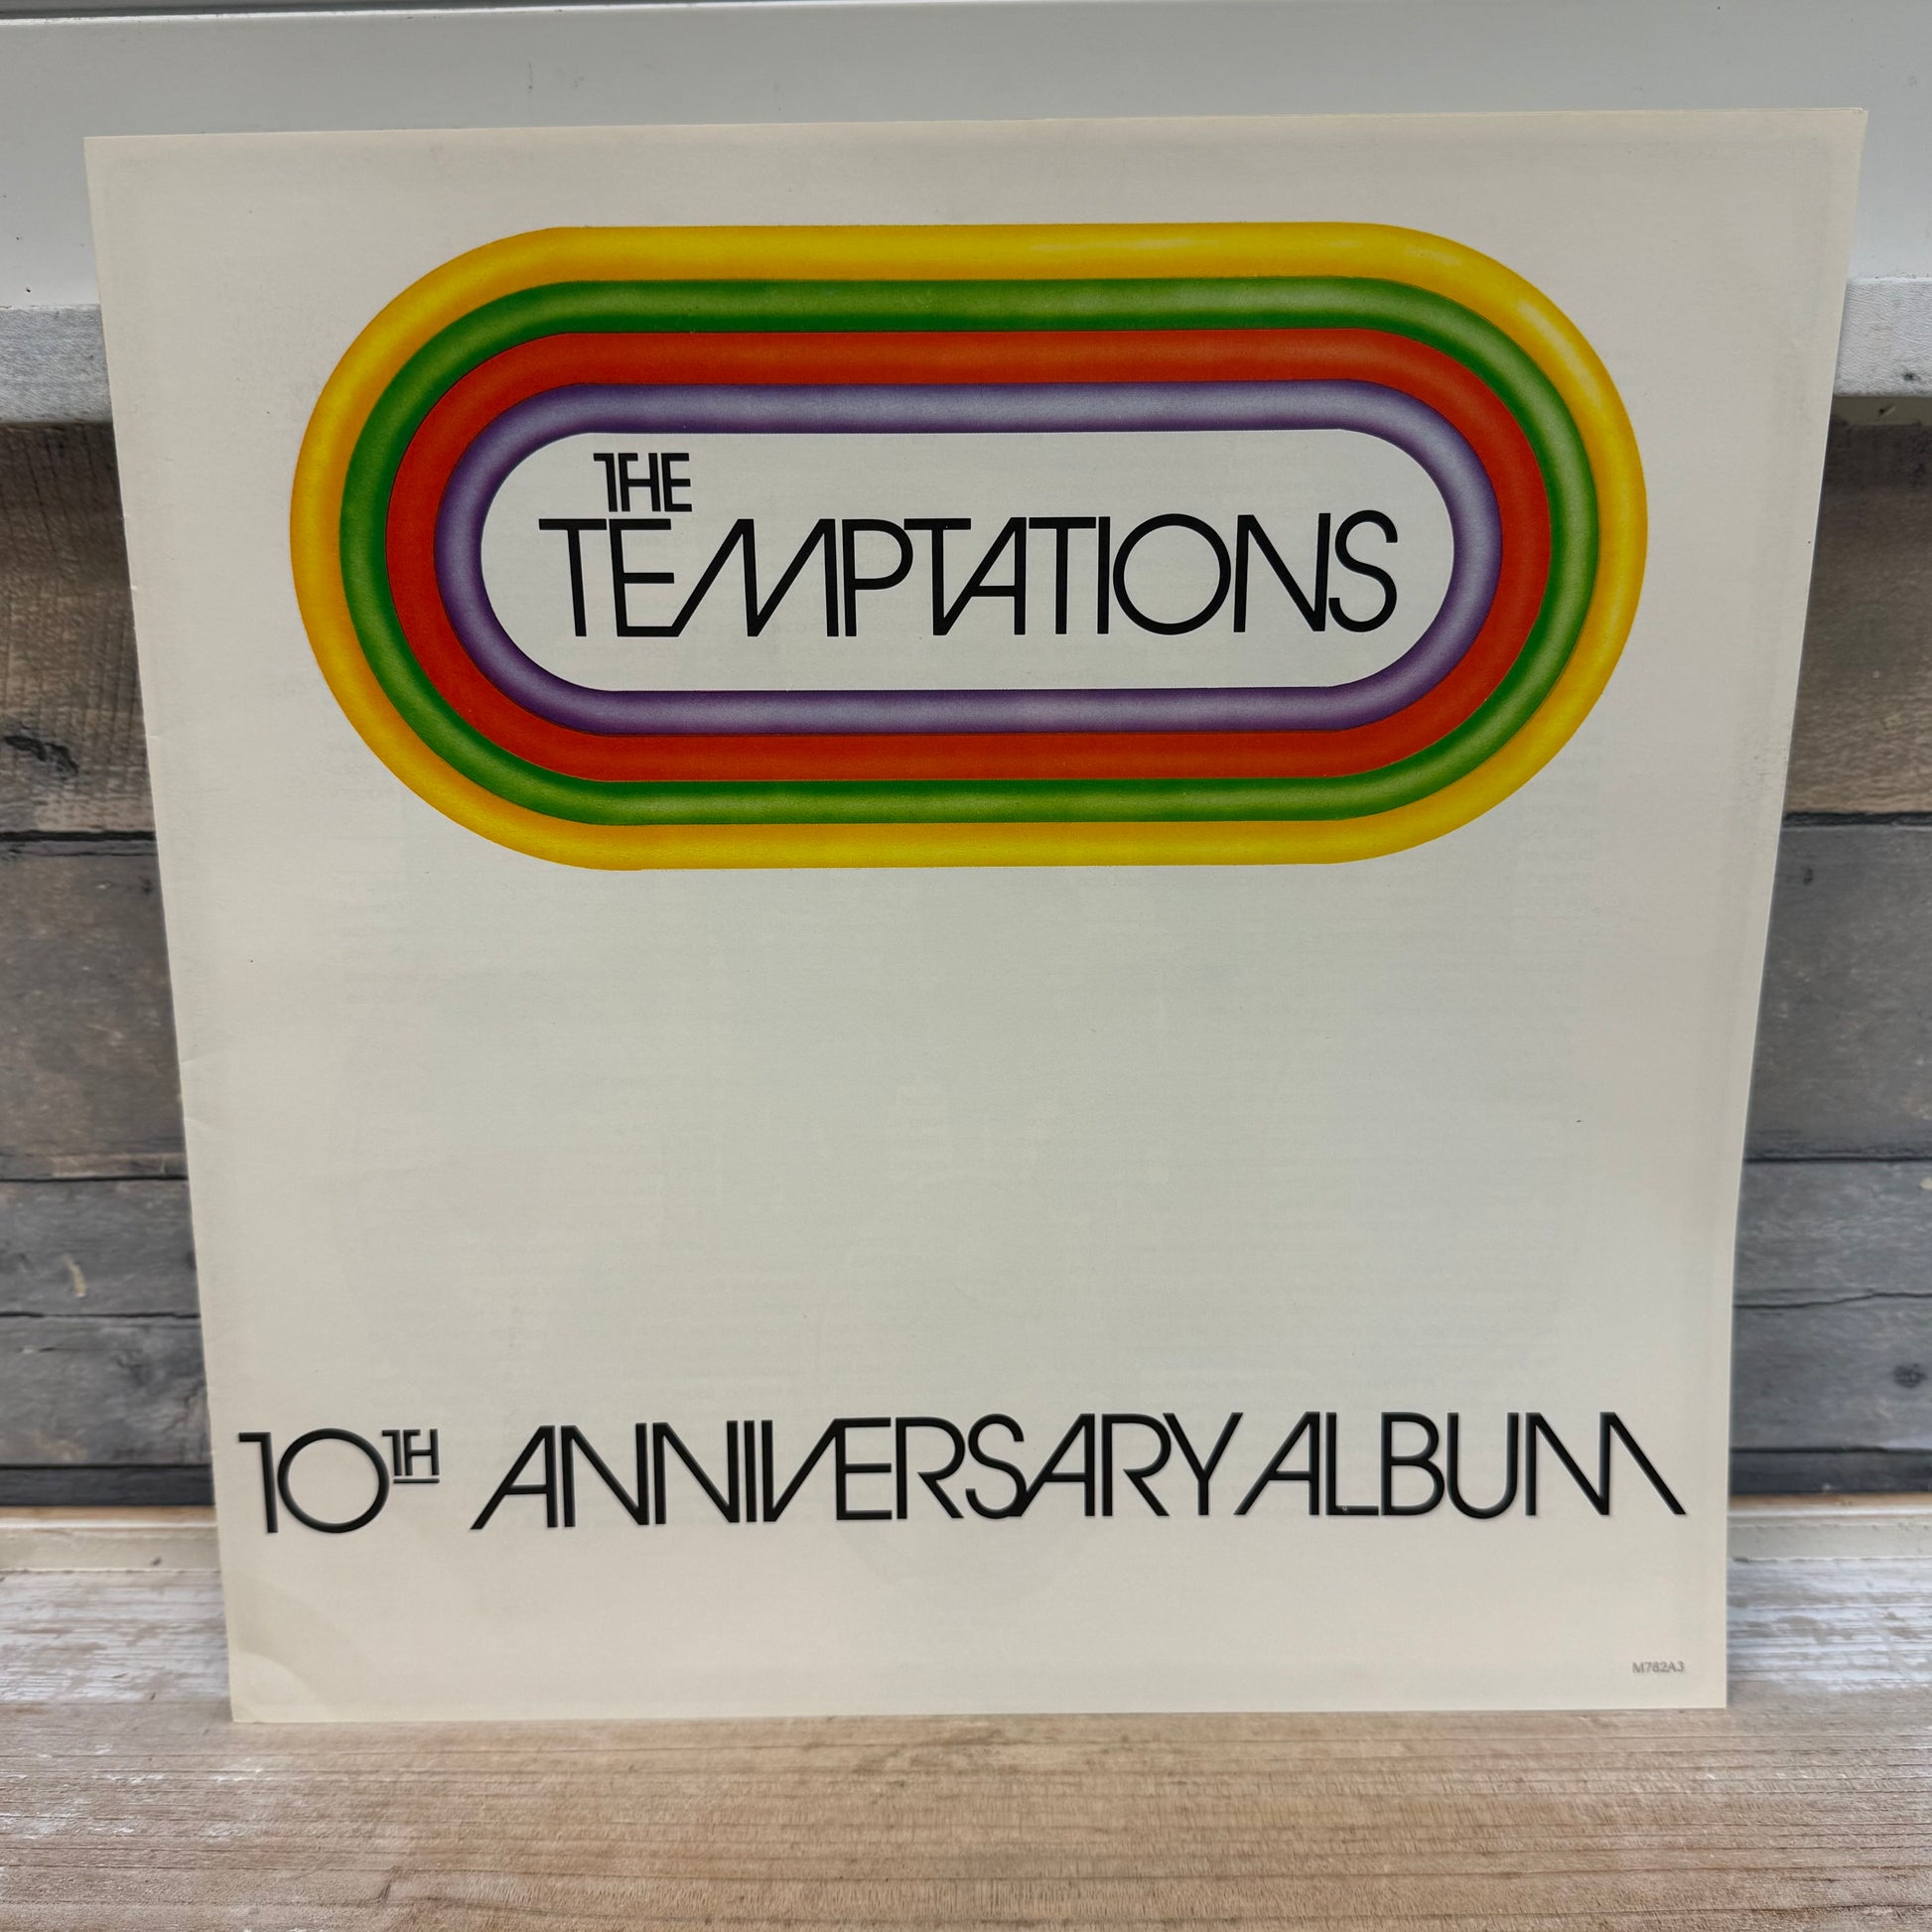 THE
TEMPTATIONS
10TH ANNIVERSARY ALBUM
M782A3